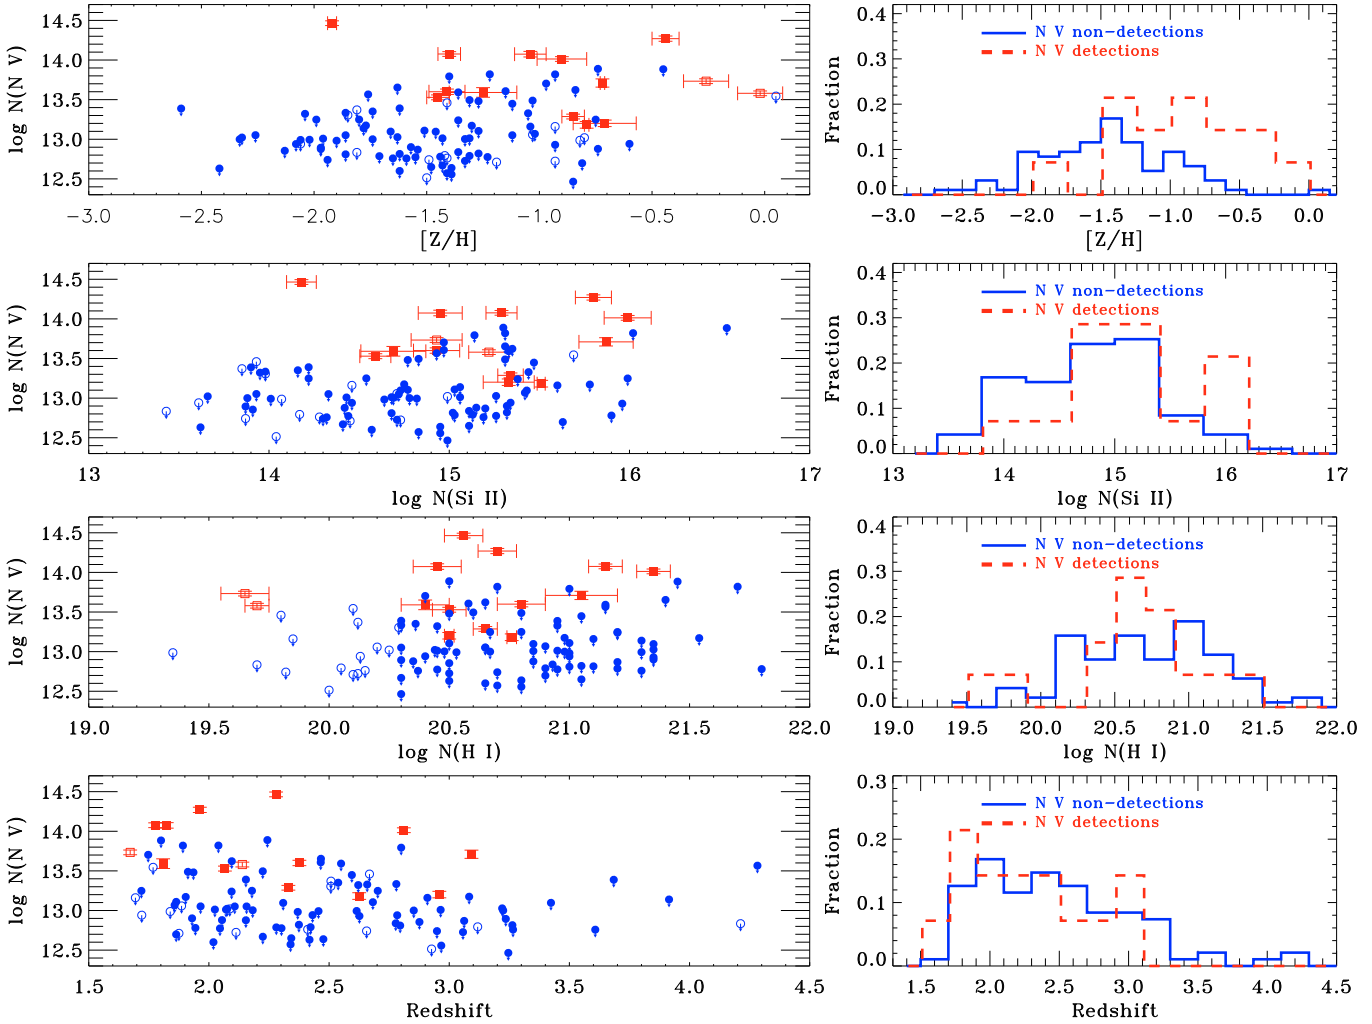 14.5
14.0
13.5
13.0
12.5
log N(N V)
-3.0 -2.5 -2.0 -1.5 -1.0 -0.5 0.0
[Z/H]
0.4
0.3
0.2
0.1
0.0
Fraction
N V non-detections
N V detections
-3.0 -2.5 -2.0 -1.5 -1.0 -0.5 0.0
[Z/H]
14.5
14.0
13.5
13.0
12.5
log N(N V)
13 14 15 16 17
log N(Si II)
0.4
0.3
0.2
0.1
0.0
Fraction
N V non-detections
N V detections
13 14 15 16 17
log N(Si II)
14.5
14.0
13.5
13.0
12.5
log N(N V)
19.0 19.5 20.0 20.5 21.0 21.5 22.0
log N(H I)
0.4
0.3
0.2
0.1
0.0
Fraction
N V non-detections
N V detections
19.0 19.5 20.0 20.5 21.0 21.5 22.0
log N(H I)
14.5
14.0
13.5
13.0
12.5
log N(N V)
1.5 2.0 2.5 3.0 3.5 4.0 4.5
Redshift
0.3
0.2
0.1
0.0
Fraction
N V non-detections
N V detections
1.5 2.0 2.5 3.0 3.5 4.0 4.5
Redshift